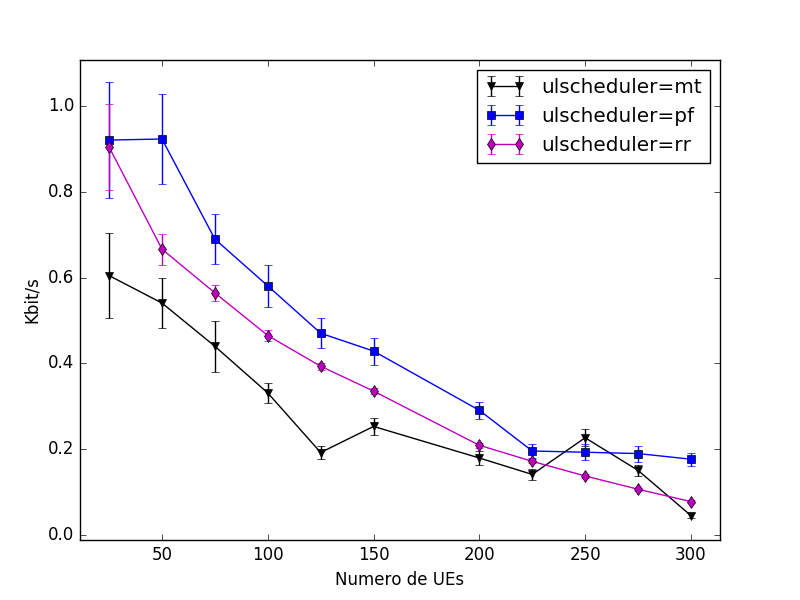 ulscheduler=mt
ulscheduler=pf
ulscheduler=rr
1.0
0.8
0.6
0.4
0.2
0.0
Kbit/s
50 100 150 200 250 300
Numero de UEs